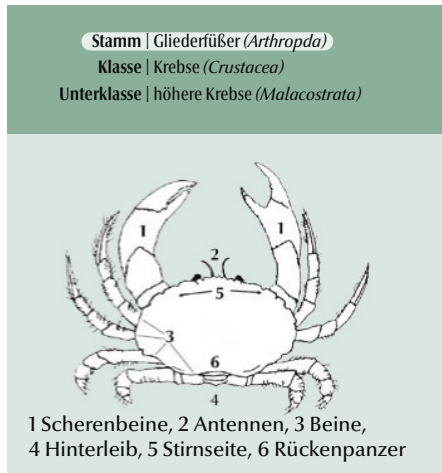 Stamm | Gliederfüßer (Arthropda)
Klasse | Krebse (Crustacea)
Unterklasse | höhere Krebse (Malacostrata)
1 1
2
5
3
6
4
1 Scherenbeine, 2 Antennen, 3 Beine,
4 Hinterleib, 5 Stirnseite, 6 Rückenpanzer